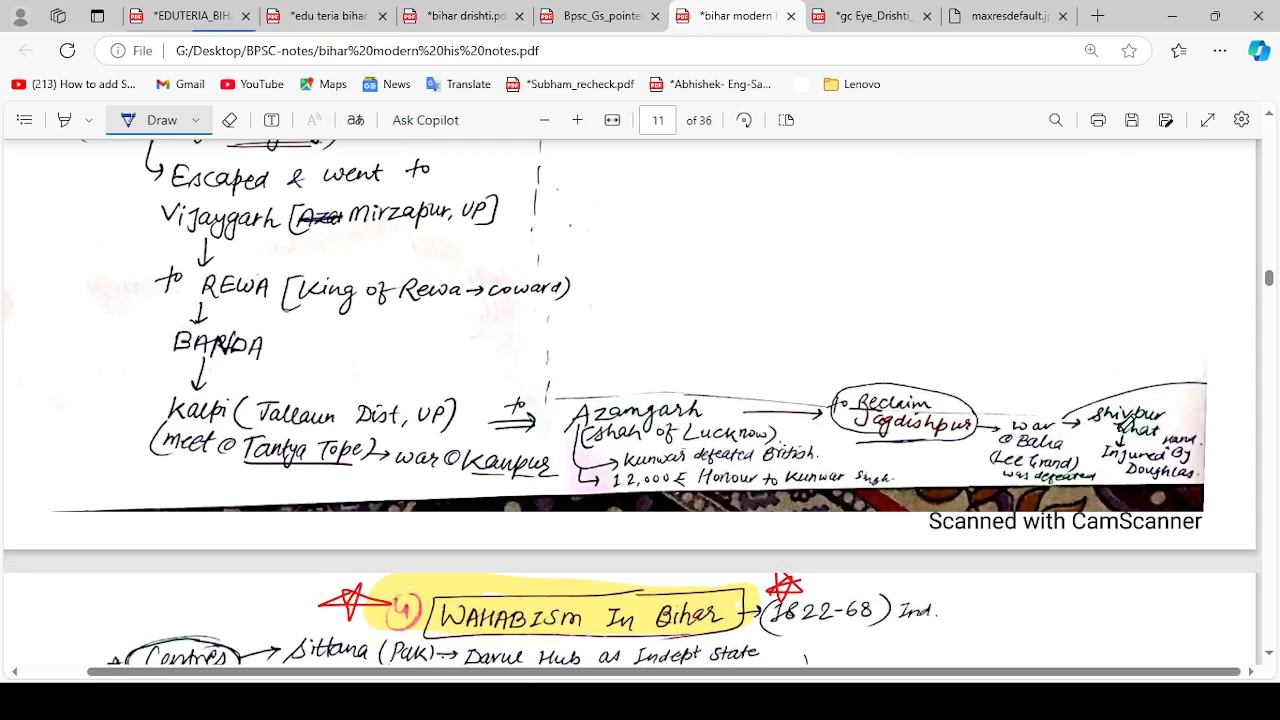 *EDUTERIA_BIHA
*edu teria bihar
*bihar drishti.pd
Bpsc_Gs_pointe
*bihar modern h
*gc Eye_Drishti_
maxresdefault.jp
File
G:/Desktop/BPSC-notes/bihar%20modern%20his%20notes.pdf
(213) How to add S...
Gmail
YouTube
Maps
News
Translate
*Subham_recheck.pdf
*Abhishek- Eng-Sa...
Lenovo
Draw
Ask Copilot
11 of 36
Escaped & went to
Vijaygarh [Mirzapur, UP]
to REWA [King of Rewa → coward)
BANDA
Kalpi (Jallaun Dist, UP) to ⇒
(meet @ Tantya Tope) → war @ Kanpur
Azamgarh → to Reclaim Jagdishpur
(Shah of Lucknow)
→ Kunwar defeated British.
→ 12,000£ Honour to Kunwar Singh.
→ war @ Balia (Lee Grand) was defeated
→ Shivpur Ghat
Injured hand By Doughlas.
Scanned with CamScanner
4) WAHABISM In Bihar → (1822-68) Ind.
Centres → Sittana (Pak) → Darul Hub as Indept State